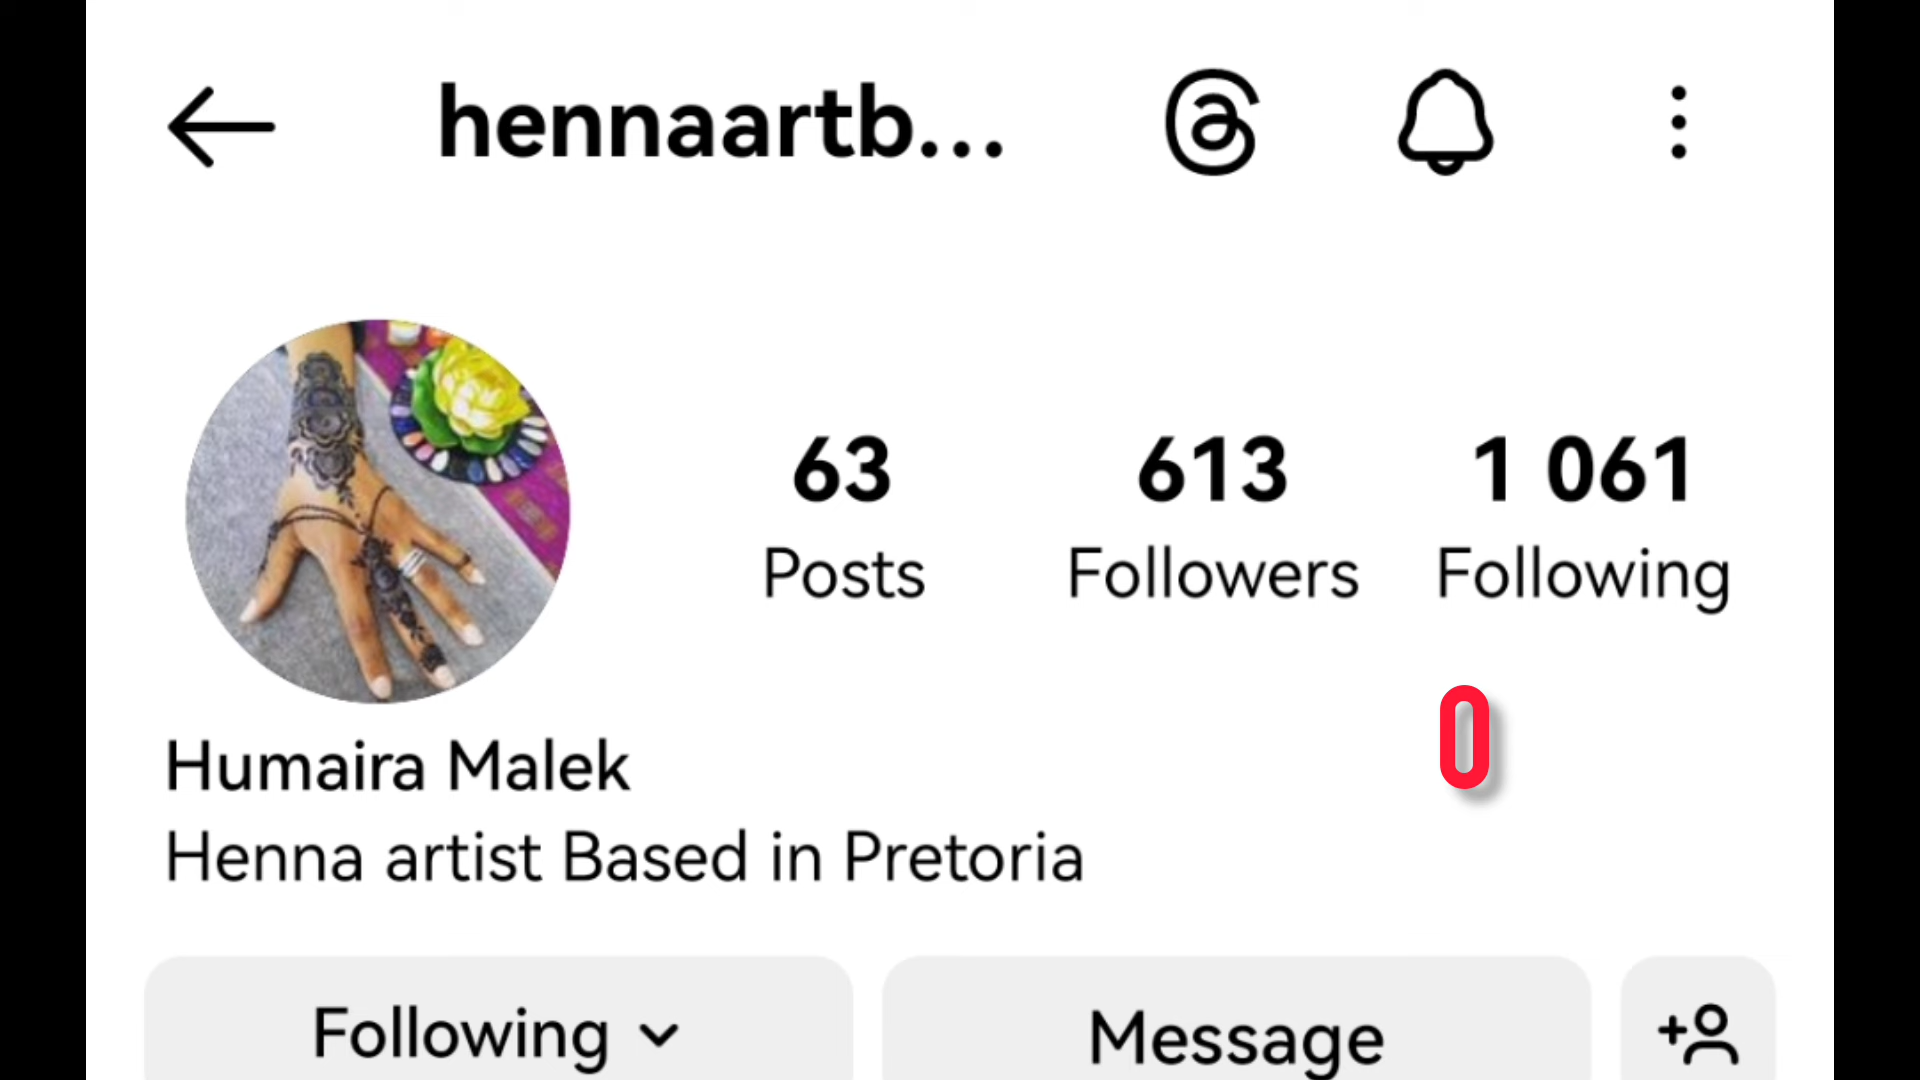 hennaartb...
63 613 1 061
Posts Followers Following
0
Humaira Malek
Henna artist Based in Pretoria
Following Message